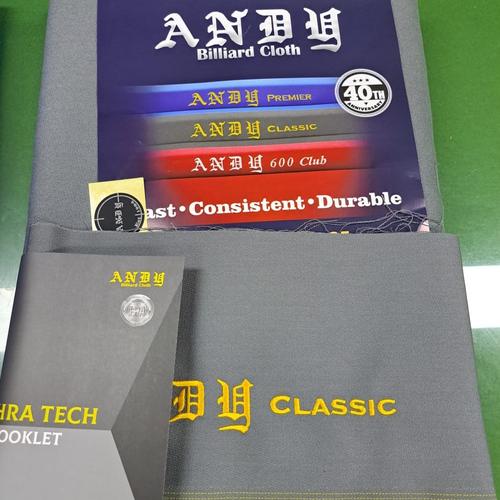 ANDY
Billiard Cloth
ANDY PREMIER
40TH
ANNIVERSARY
ANDY CLASSIC
ANDY 600 Club
ast • Consistent • Durable
ANDY
ANDY
Billiard Cloth
HRA TECH
OOKLET
DY CLASSIC